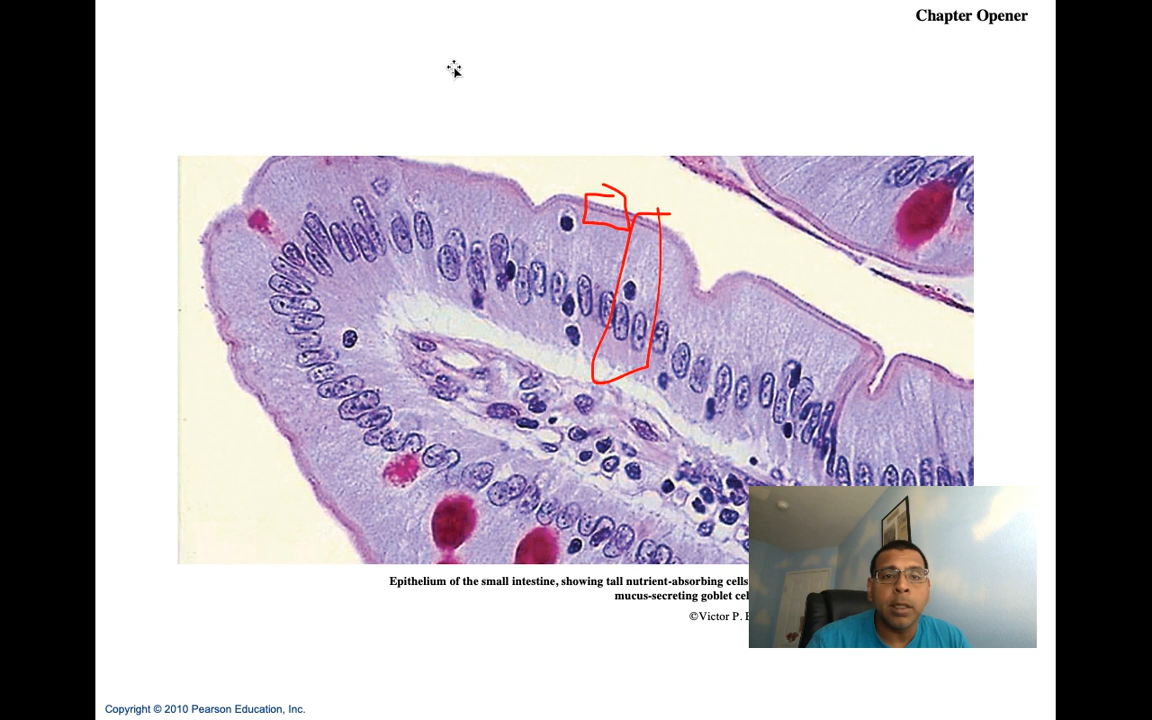 Chapter Opener
Epithelium of the small intestine, showing tall nutrient-absorbing cells
mucus-secreting goblet
©Victor P.
Copyright © 2010 Pearson Education, Inc.